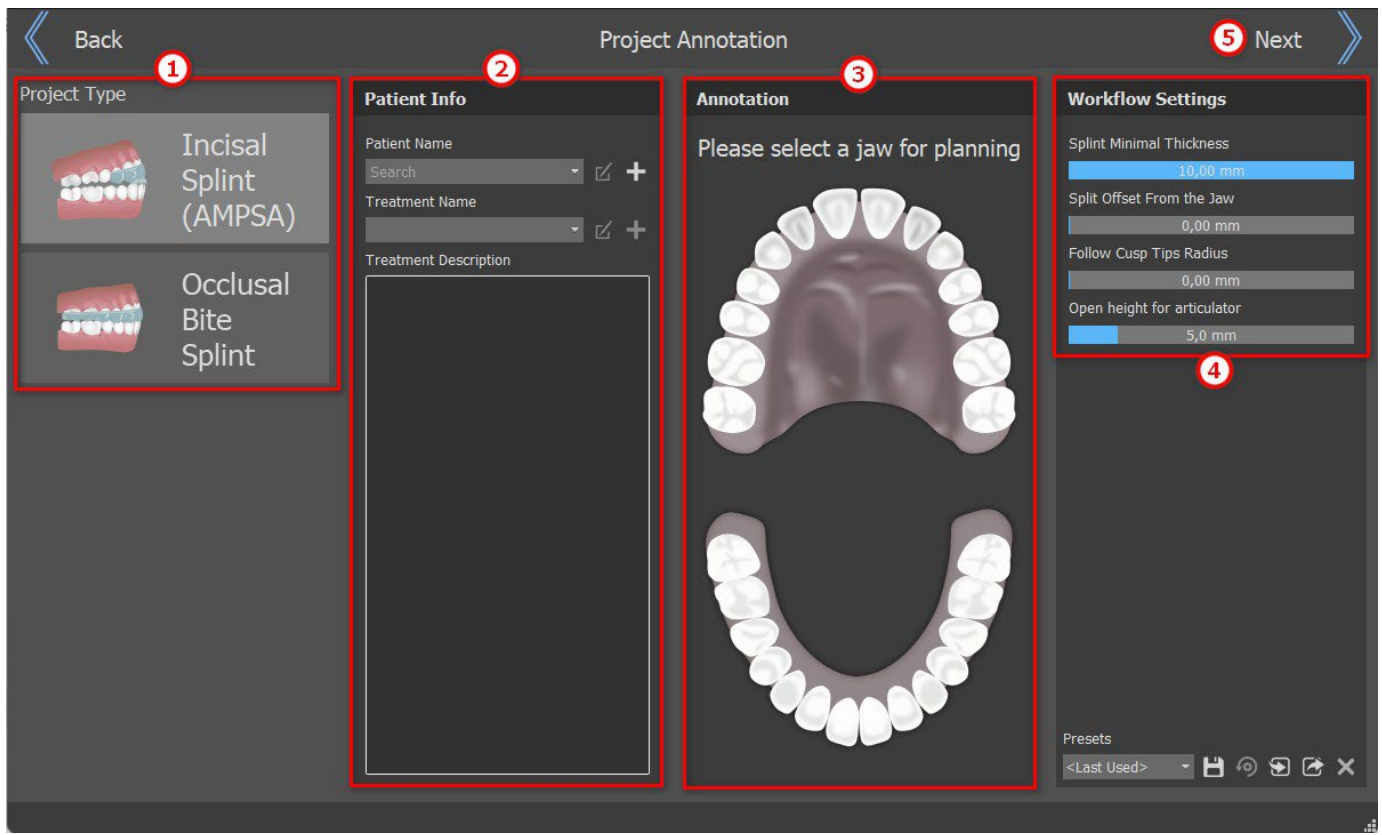 Back
Project Annotation
5
Next
1
2
3
Project Type
Incisal
Splint
(AMPSA)
Occlusal
Bite
Splint
Patient Info
Patient Name
Search
Treatment Name
Treatment Description
Annotation
Please select a jaw for planning
Workflow Settings
Splint Minimal Thickness
10,00 mm
Split Offset From the Jaw
0,00 mm
Follow Cusp Tips Radius
0,00 mm
Open height for articulator
5,0 mm
4
Presets
<Last Used>